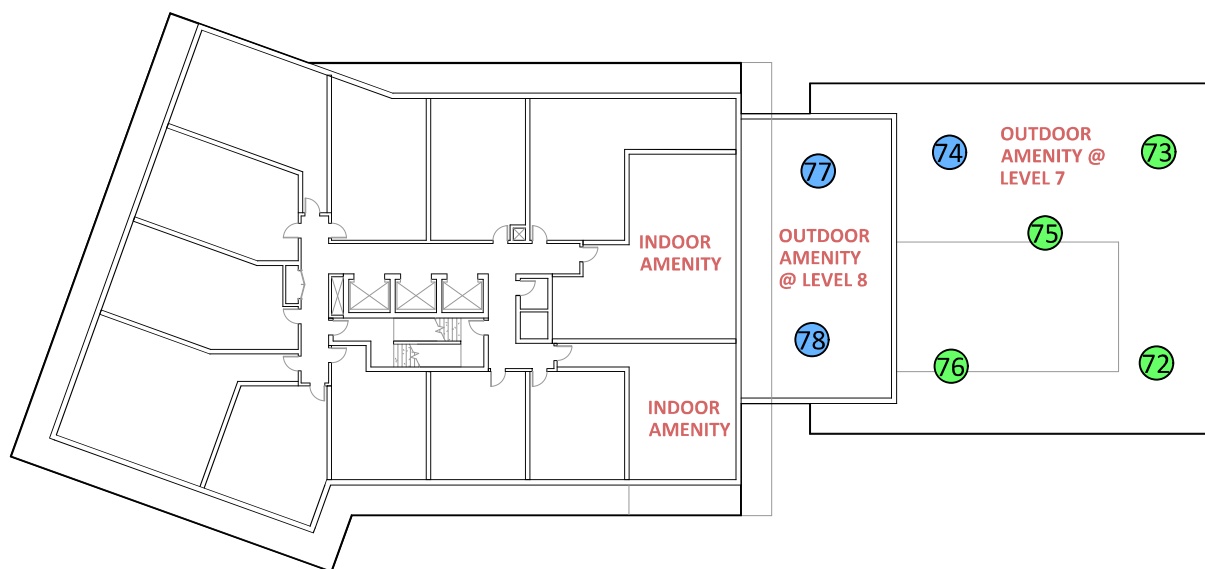 74
OUTDOOR
AMENITY @
LEVEL 7
73
77
75
INDOOR
AMENITY
OUTDOOR
AMENITY
@ LEVEL 8
78
76
72
INDOOR
AMENITY